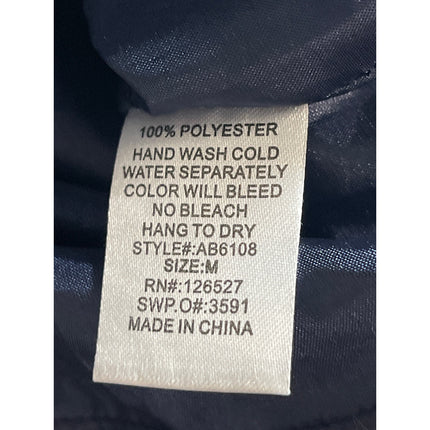 100% POLYESTER
HAND WASH COLD
WATER SEPARATELY
COLOR WILL BLEED
NO BLEACH
HANG TO DRY
STYLE#:AB6108
SIZE:M
RN#:126527
SWP.O#:3591
MADE IN CHINA